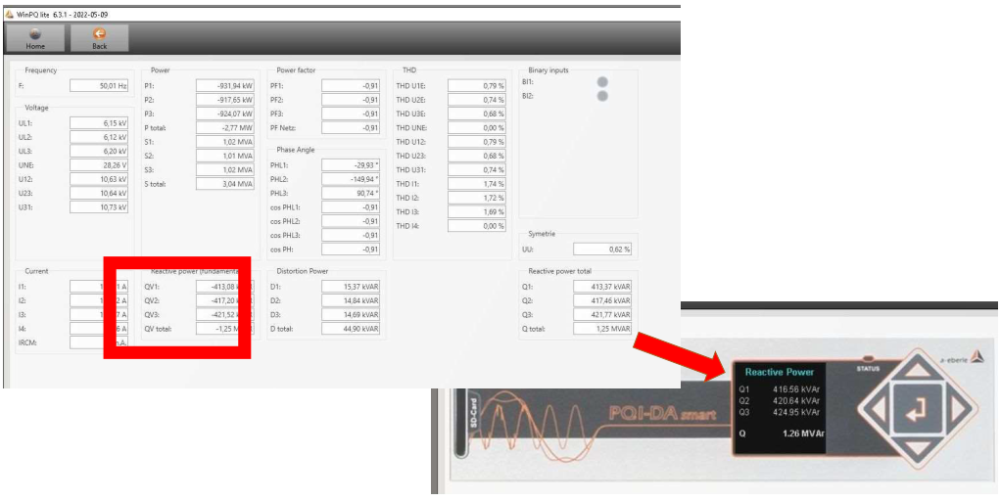 WinPQ lite 6.3.1 - 2022-05-09
Home Back
Frequency
F: 50,01 Hz
Voltage
UL1: 6,15 kV
UL2: 6,12 kV
UL3: 6,20 kV
UNE: 28,26 V
U12: 10,63 kV
U23: 10,64 kV
U31: 10,73 kV
Power
P1: -931,94 kW
P2: -917,65 kW
P3: -924,07 kW
P total: -2,77 MW
S1: 1,02 MVA
S2: 1,01 MVA
S3: 1,02 MVA
S total: 3,04 MVA
Power factor
PF1: -0,91
PF2: -0,91
PF3: -0,91
PF Netz: -0,91
Phase Angle
PHL1: -29,93 °
PHL2: -149,94 °
PHL3: 90,74 °
cos PHL1: -0,91
cos PHL2: -0,91
cos PHL3: -0,91
cos PH: -0,91
THD
THD U1E: 0,79 %
THD U2E: 0,74 %
THD U3E: 0,68 %
THD UNE: 0,00 %
THD U12: 0,79 %
THD U23: 0,68 %
THD U31: 0,74 %
THD I1: 1,74 %
THD I2: 1,72 %
THD I3: 1,69 %
THD I4: 0,00 %
Binary inputs
BI1:
BI2:
Symetrie
UU: 0,62 %
Current
I1: A
I2: A
I3: A
I4: A
IRCM:
Reactive power
QV1: -413,08
QV2: -417,20
QV3: -421,52
QV total: -1,25
Distortion Power
D1: 15,37 kVAR
D2: 14,84 kVAR
D3: 14,69 kVAR
D total: 44,90 kVAR
Reactive power total
Q1: 413,37 kVAR
Q2: 417,46 kVAR
Q3: 421,77 kVAR
Q total: 1,25 MVAR
SD-Card
PQI-DA smart
Reactive Power
Q1 416.56 kVAr
Q2 420.64 kVAr
Q3 424.95 kVAr
Q 1.26 MVAr
STATUS
a-eberle